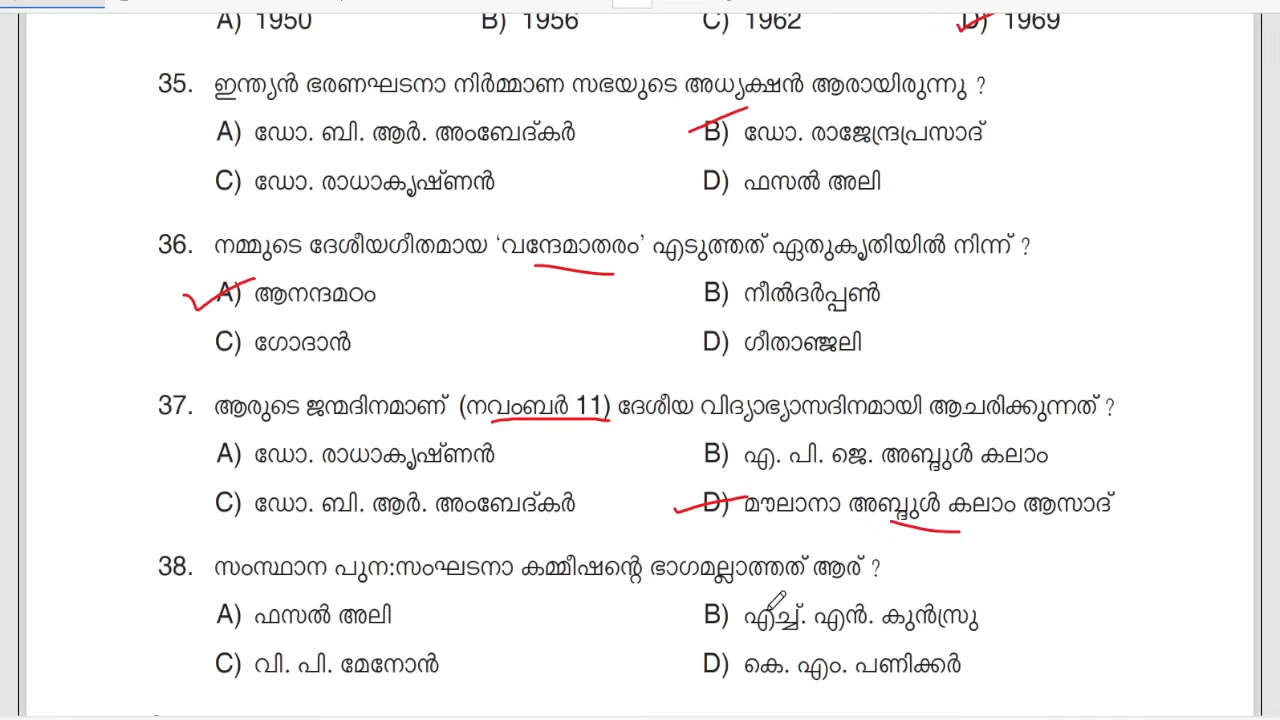 A) 1950 B) 1956 C) 1962 D) 1969
35. ഇന്ത്യൻ ഭരണഘടനാ നിർമ്മാണ സഭയുടെ അധ്യക്ഷൻ ആരായിരുന്നു ?
A) ഡോ. ബി. ആർ. അംബേദ്കർ B) ഡോ. രാജേന്ദ്രപ്രസാദ്
C) ഡോ. രാധാകൃഷ്ണൻ D) ഫസൽ അലി
36. നമ്മുടെ ദേശീയഗീതമായ ‘വന്ദേമാതരം’ എടുത്തത് ഏതുകൃതിയിൽ നിന്ന് ?
A) ആനന്ദമഠം B) നീൽദർപ്പൺ
C) ഗോദാൻ D) ഗീതാഞ്ജലി
37. ആരുടെ ജന്മദിനമാണ് (നവംബർ 11) ദേശീയ വിദ്യാഭ്യാസദിനമായി ആചരിക്കുന്നത് ?
A) ഡോ. രാധാകൃഷ്ണൻ B) എ. പി. ജെ. അബ്ദുൾ കലാം
C) ഡോ. ബി. ആർ. അംബേദ്കർ D) മൗലാനാ അബ്ദുൾ കലാം ആസാദ്
38. സംസ്ഥാന പുന:സംഘടനാ കമ്മീഷന്റെ ഭാഗമല്ലാത്തത് ആര് ?
A) ഫസൽ അലി B) എച്ച്. എൻ. കുൻസ്രു
C) വി. പി. മേനോൻ D) കെ. എം. പണിക്കർ